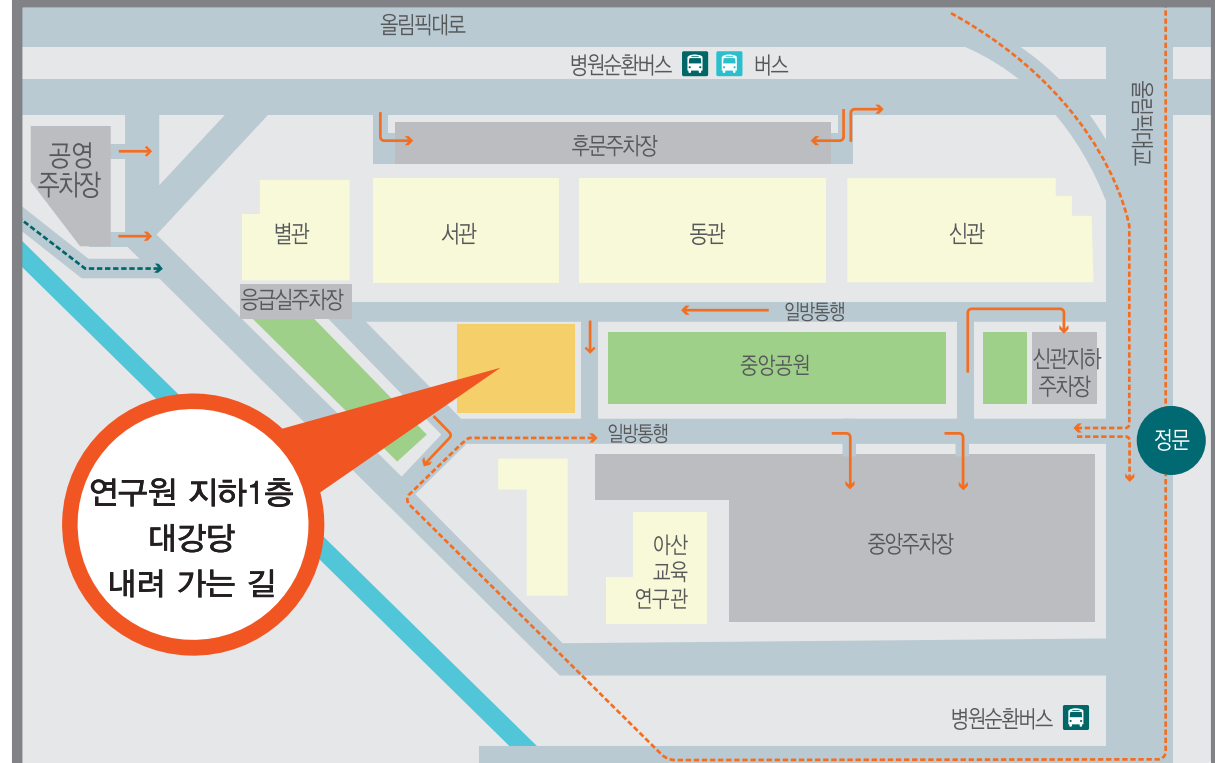 올림픽대로
병원순환버스
버스
올림픽대교
공영
주차장
후문주차장
별관
서관
동관
신관
응급실주차장
일방통행
중앙공원
신관지하
주차장
일방통행
정문
연구원 지하1층
대강당
내려 가는 길
아산
교육
연구관
중앙주차장
병원순환버스